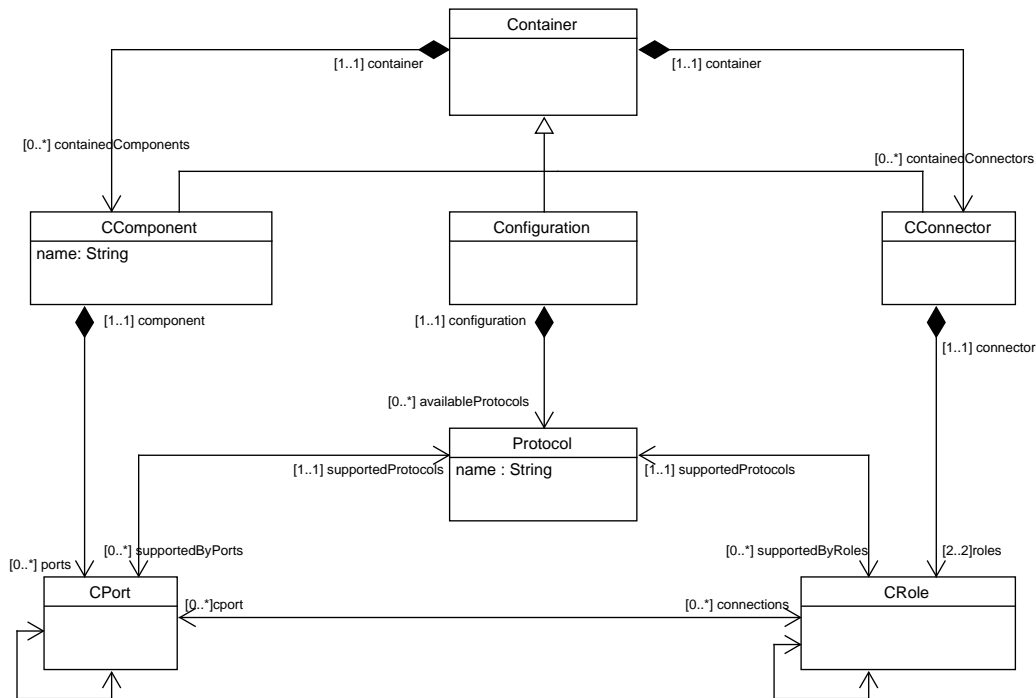 Container
[1..1] container
[1..1] container
[0..*] containedComponents
[0..*] containedConnectors
CComponent
name: String
Configuration
CConnector
[1..1] component
[1..1] configuration
[1..1] connector
[0..*] availableProtocols
Protocol
name : String
[1..1] supportedProtocols
[1..1] supportedProtocols
[0..*] ports
[0..*] supportedByPorts
[0..*] supportedByRoles
[2..2]roles
CPort
CRole
[0..*]cport
[0..*] connections